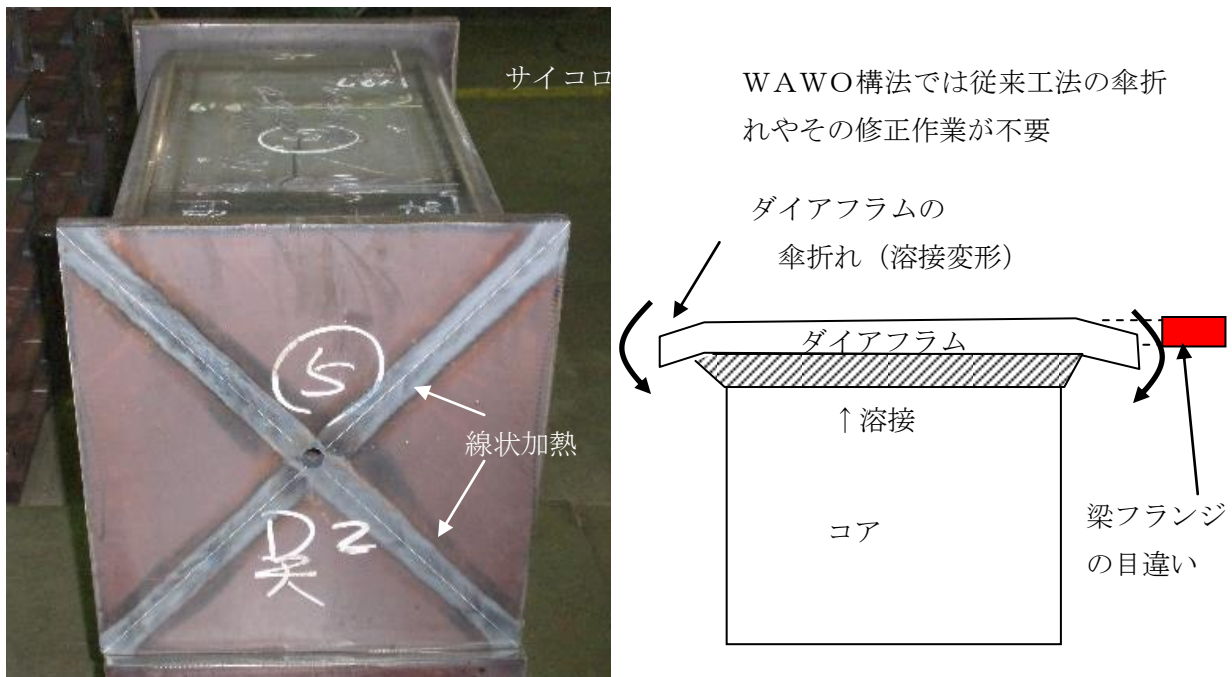 サイコロ
⑤
D2
天
線状加熱
WAWO構法では従来工法の傘折
れやその修正作業が不要
ダイアフラムの
傘折れ(溶接変形)
ダイアフラム
↑溶接
コア
梁フランジ
の目違い